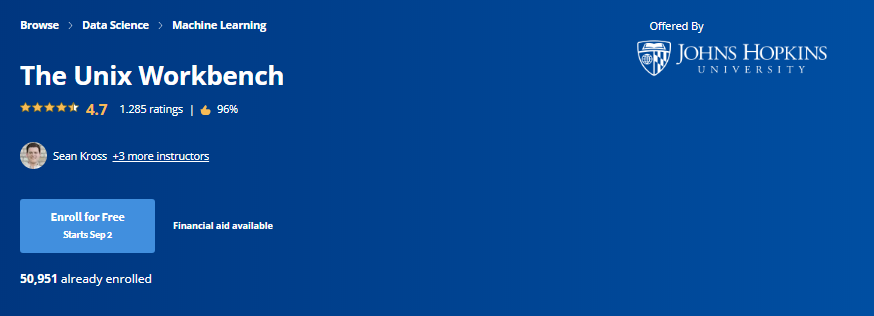 Browse > Data Science > Machine Learning
Offered By
JOHNS HOPKINS
UNIVERSITY
The Unix Workbench
4.7 1.285 ratings | 96%
Sean Kross +3 more instructors
Enroll for Free
Starts Sep 2
Financial aid available
50,951 already enrolled